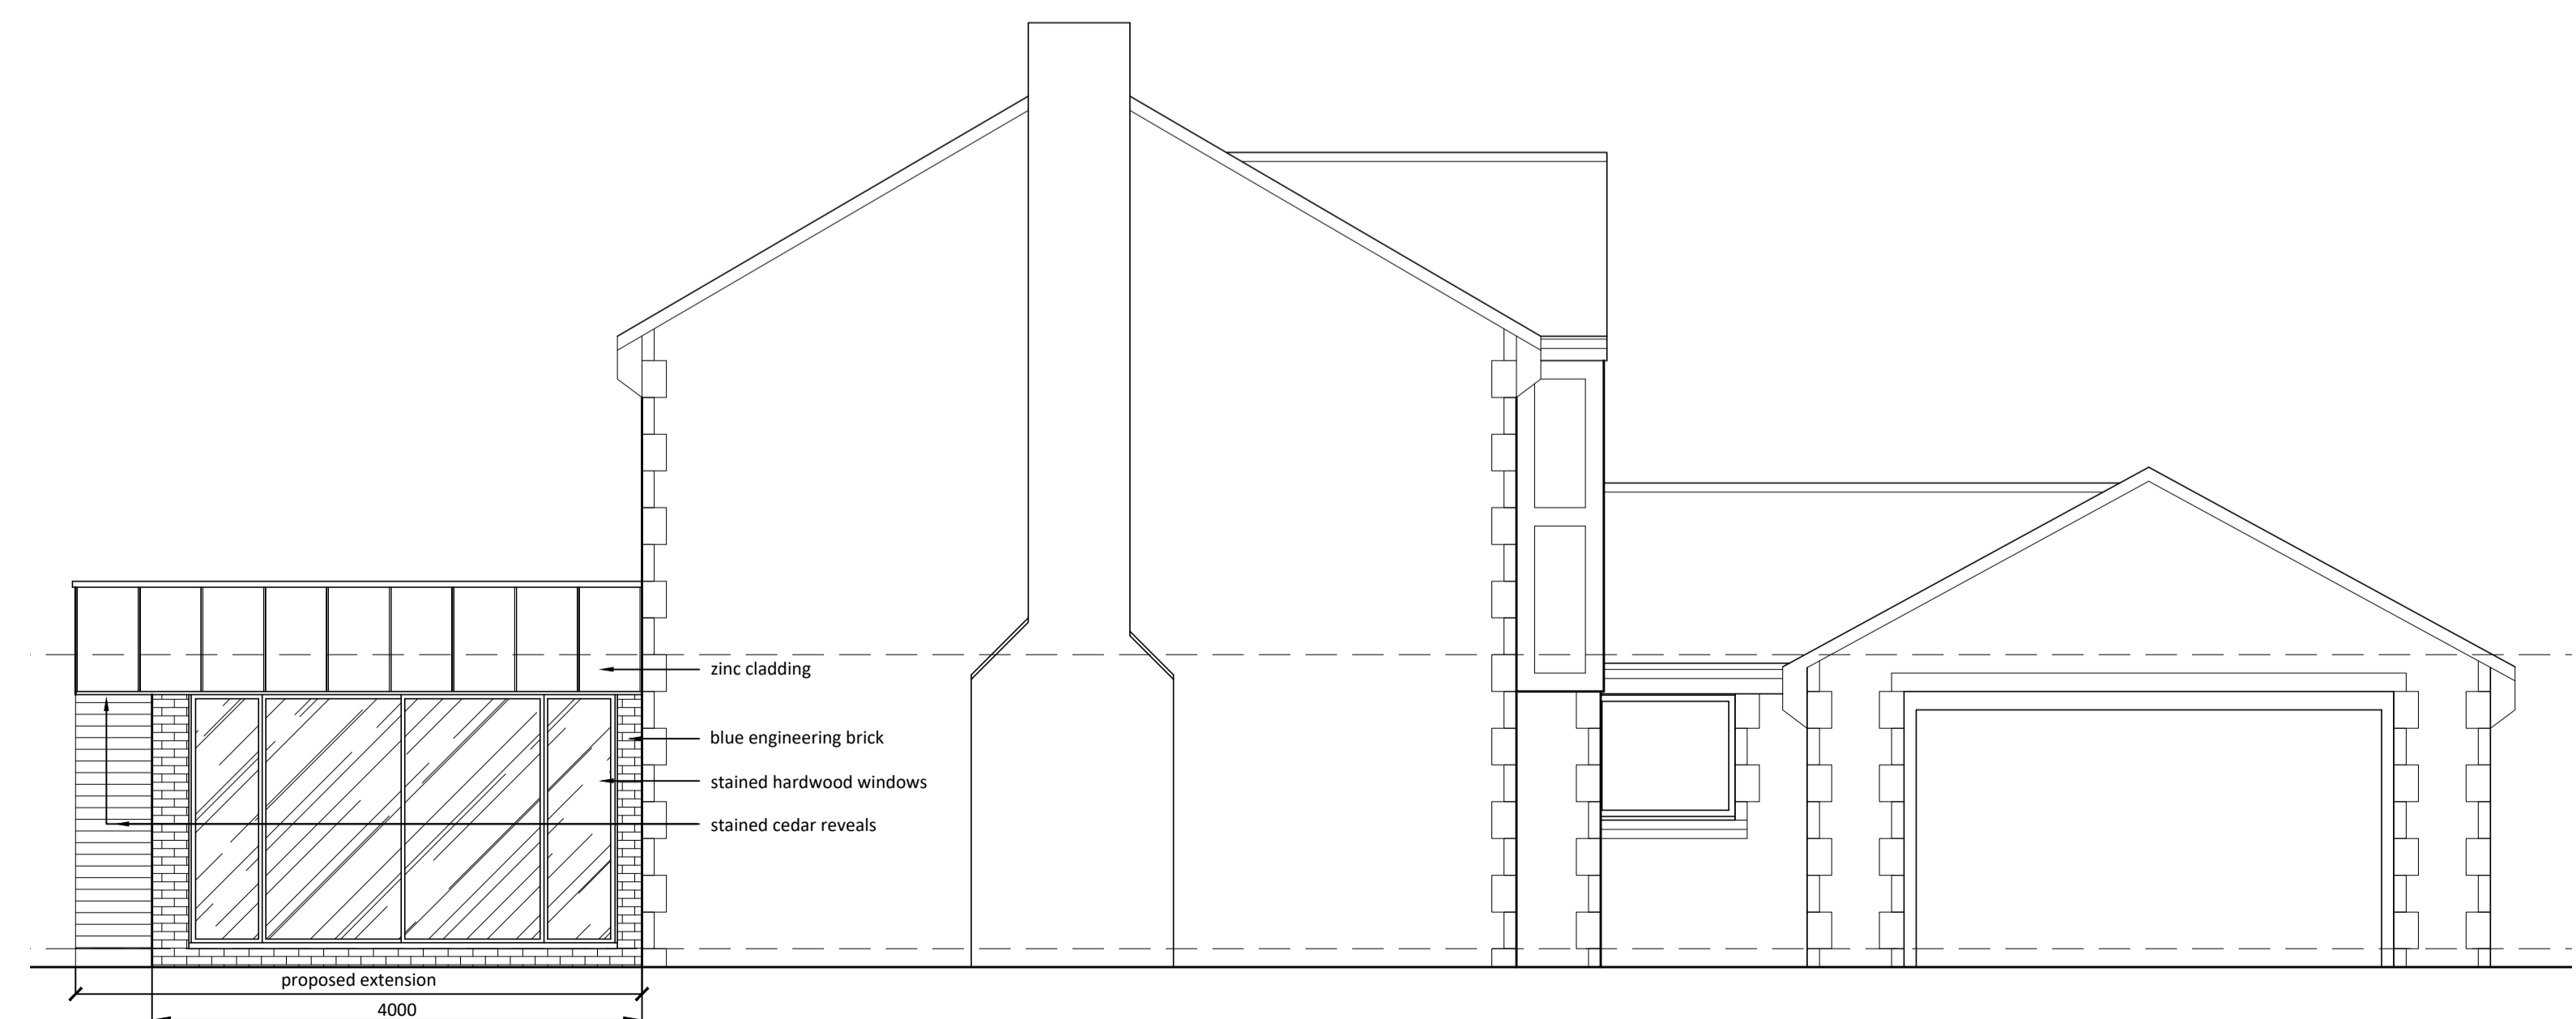 zinc cladding
blue engineering brick
stained hardwood windows
stained cedar reveals
proposed extension
4000